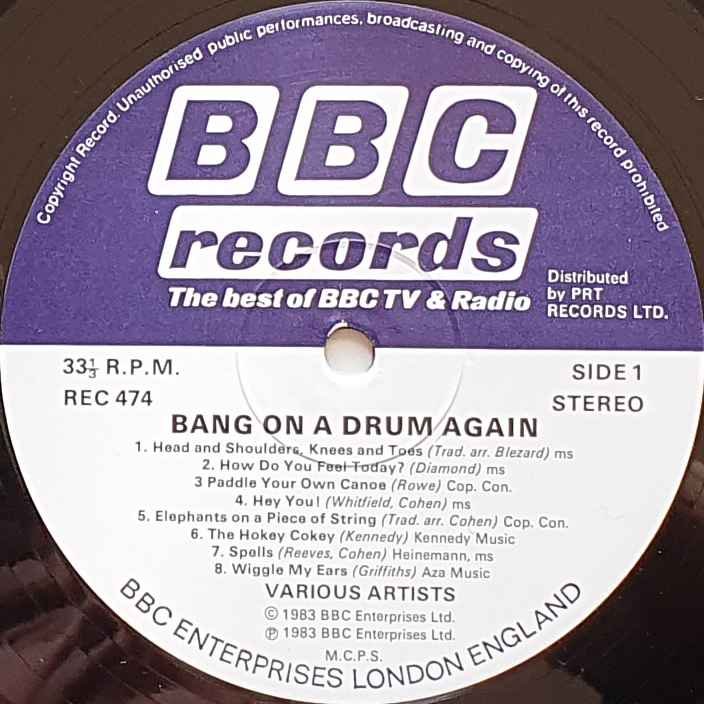 Copyright Record. Unauthorised public performances, broadcasting and copying of this record prohibited
BBC
records
The best of BBC TV & Radio
Distributed
by PRT
RECORDS LTD.
33⅓ R.P.M.
REC 474
SIDE 1
STEREO
BANG ON A DRUM AGAIN
1. Head and Shoulders, Knees and Toes (Trad. arr. Blezard) ms
2. How Do You Feel Today? (Diamond) ms
3 Paddle Your Own Canoe (Rowe) Cop. Con.
4. Hey You! (Whitfield, Cohen) ms
5. Elephants on a Piece of String (Trad. arr. Cohen) Cop. Con.
6. The Hokey Cokey (Kennedy) Kennedy Music
7. Spells (Reeves, Cohen) Heinemann, ms
8. Wiggle My Ears (Griffiths) Aza Music
VARIOUS ARTISTS
© 1983 BBC Enterprises Ltd.
℗ 1983 BBC Enterprises Ltd.
M.C.P.S.
BBC ENTERPRISES LONDON ENGLAND